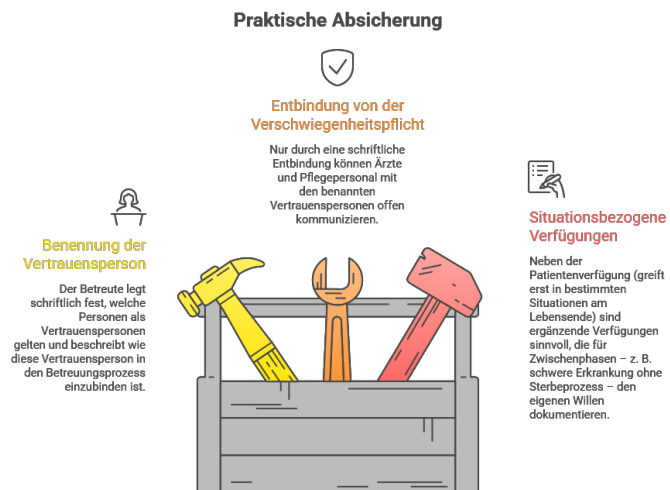 Praktische Absicherung
Entbindung von der
Verschwiegenheitspflicht
Nur durch eine schriftliche
Entbindung können Ärzte
und Pflegepersonal mit
den benannten
Vertrauenspersonen offen
kommunizieren.
Benennung der
Vertrauensperson
Der Betreute legt
schriftlich fest, welche
Personen als
Vertrauenspersonen
gelten und beschreibt wie
diese Vertrauensperson in
den Betreuungsprozess
einzubinden ist.
Situationsbezogene
Verfügungen
Neben der
Patientenverfügung (greift
erst in bestimmten
Situationen am
Lebensende) sind
ergänzende Verfügungen
sinnvoll, die für
Zwischenphasen – z. B.
schwere Erkrankung ohne
Sterbeprozess – den
eigenen Willen
dokumentieren.